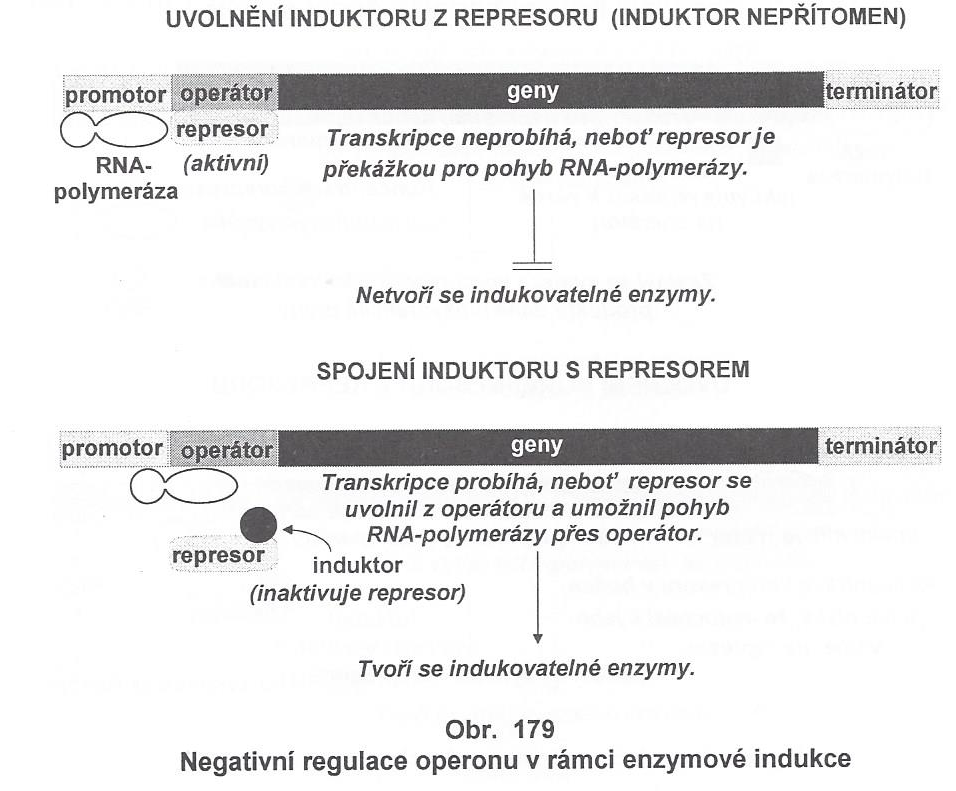 UVOLNĚNÍ INDUKTORU Z REPRESORU (INDUKTOR NEPŘÍTOMEN)
promotor operátor geny terminátor
represor
(aktivní)
RNA-
polymeráza
Transkripce neprobíhá, neboť represor je
překážkou pro pohyb RNA-polymerázy.
Netvoří se indukovatelné enzymy.
SPOJENÍ INDUKTORU S REPRESOREM
promotor operátor geny terminátor
Transkripce probíhá, neboť represor se
uvolnil z operátoru a umožnil pohyb
RNA-polymerázy přes operátor.
represor
induktor
(inaktivuje represor)
Tvoří se indukovatelné enzymy.
Obr. 179
Negativní regulace operonu v rámci enzymové indukce